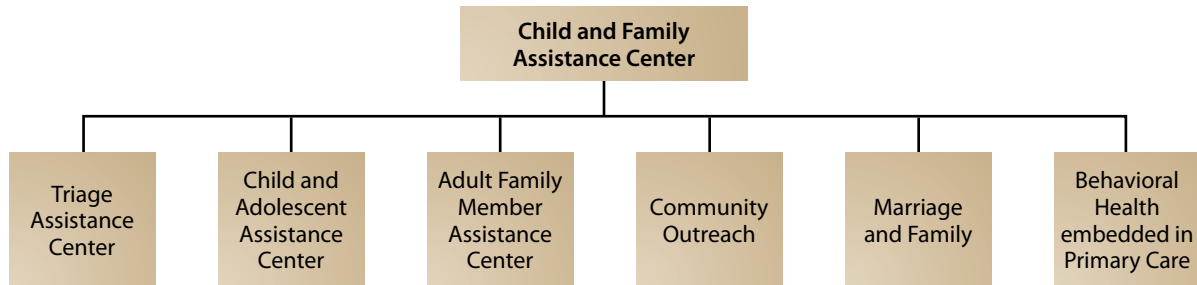 Child and Family
Assistance Center
Triage
Assistance
Center
Child and
Adolescent
Assistance
Center
Adult Family
Member
Assistance
Center
Community
Outreach
Marriage
and Family
Behavioral
Health
embedded in
Primary Care